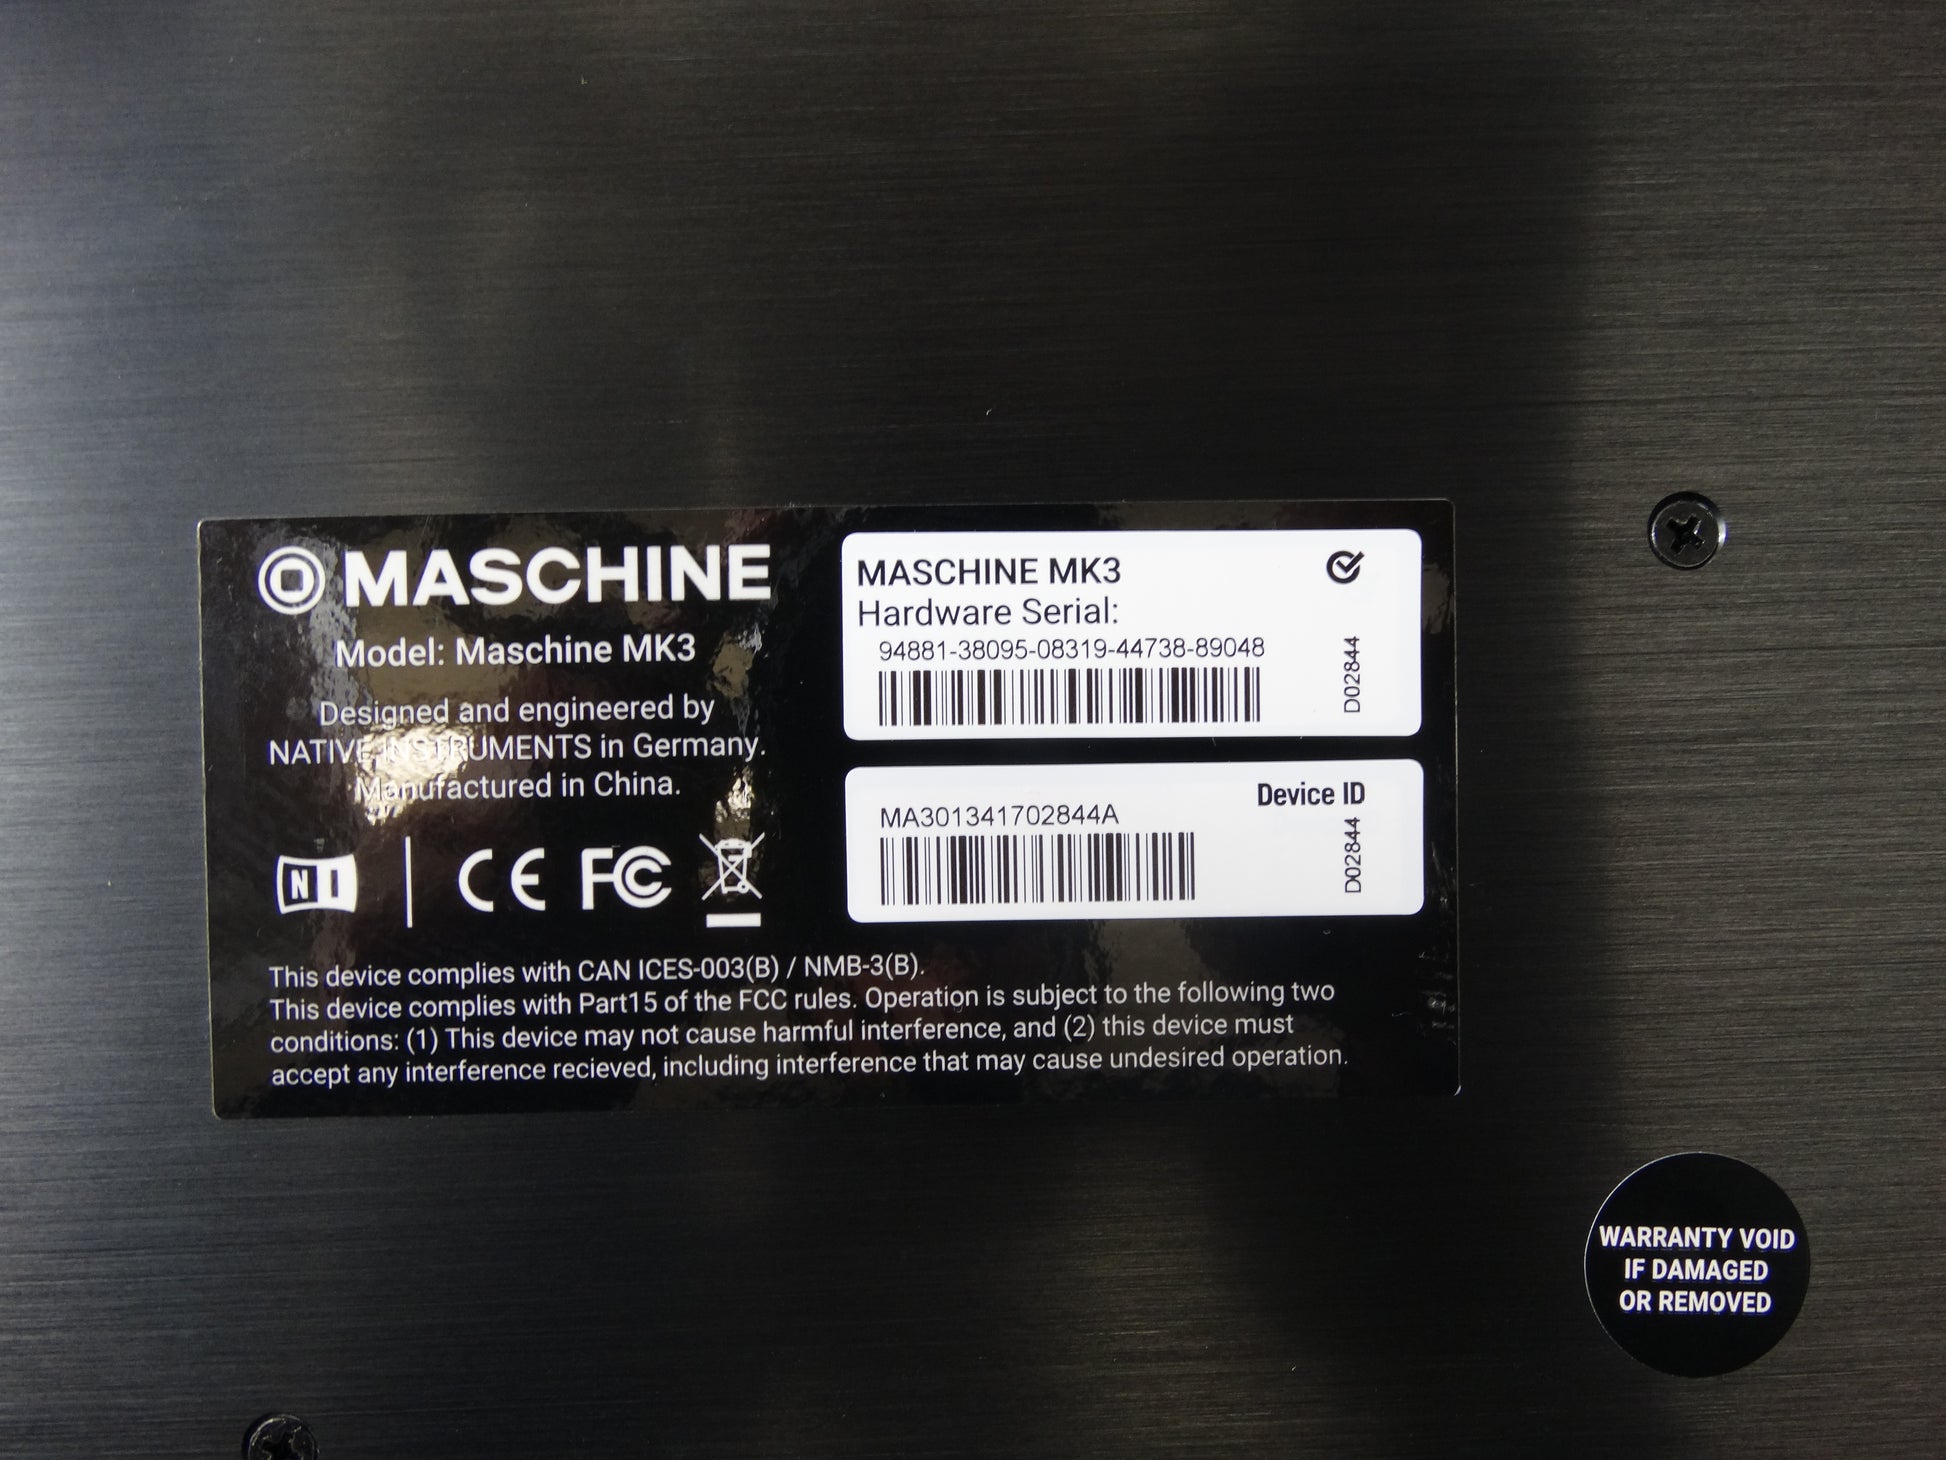 MASCHINE
Model: Maschine MK3
Designed and engineered by
NATIVE INSTRUMENTS in Germany.
Manufactured in China.
NI
CE FC
This device complies with CAN ICES-003(B) / NMB-3(B).
This device complies with Part15 of the FCC rules. Operation is subject to the following two
conditions: (1) This device may not cause harmful interference, and (2) this device must
accept any interference recieved, including interference that may cause undesired operation.
MASCHINE MK3
Hardware Serial:
94881-38095-08319-44738-89048
D02844
Device ID
MA301341702844A
D02844
WARRANTY VOID
IF DAMAGED
OR REMOVED